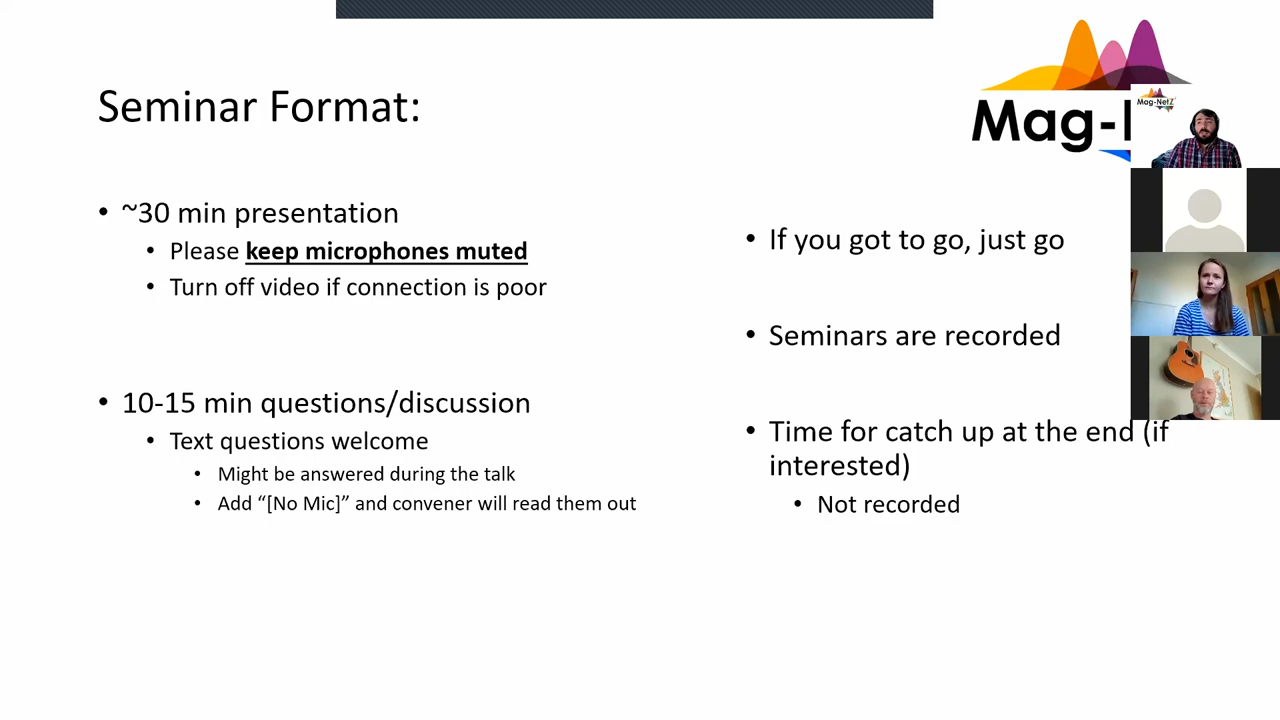 Seminar Format:
• ~30 min presentation
• Please keep microphones muted
• Turn off video if connection is poor
• 10-15 min questions/discussion
• Text questions welcome
• Might be answered during the talk
• Add “[No Mic]” and convener will read them out
Mag-
Mag-NetZ
• If you got to go, just go
• Seminars are recorded
• Time for catch up at the end (if
interested)
• Not recorded